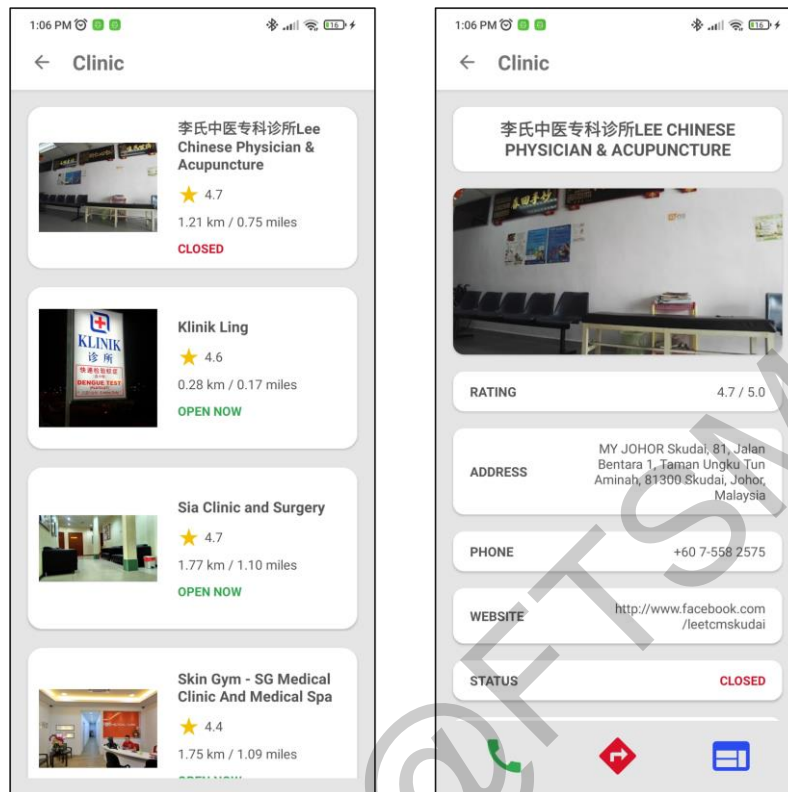 1:06 PM
16
Clinic
李氏中医专科诊所Lee
Chinese Physician &
Acupuncture
4.7
1.21 km / 0.75 miles
CLOSED
KLINIK
诊所
DENGUE TEST
Klinik Ling
4.6
0.28 km / 0.17 miles
OPEN NOW
Sia Clinic and Surgery
4.7
1.77 km / 1.10 miles
OPEN NOW
Skin Gym - SG Medical
Clinic And Medical Spa
4.4
1.75 km / 1.09 miles
OPEN NOW
1:06 PM
16
Clinic
李氏中医专科诊所LEE CHINESE
PHYSICIAN & ACUPUNCTURE
RATING
4.7 / 5.0
ADDRESS
MY JOHOR Skudai, 81, Jalan
Bentara 1, Taman Ungku Tun
Aminah, 81300 Skudai, Johor,
Malaysia
PHONE
+60 7-558 2575
WEBSITE
http://www.facebook.com
/leetcmskudai
STATUS
CLOSED
@FTSM